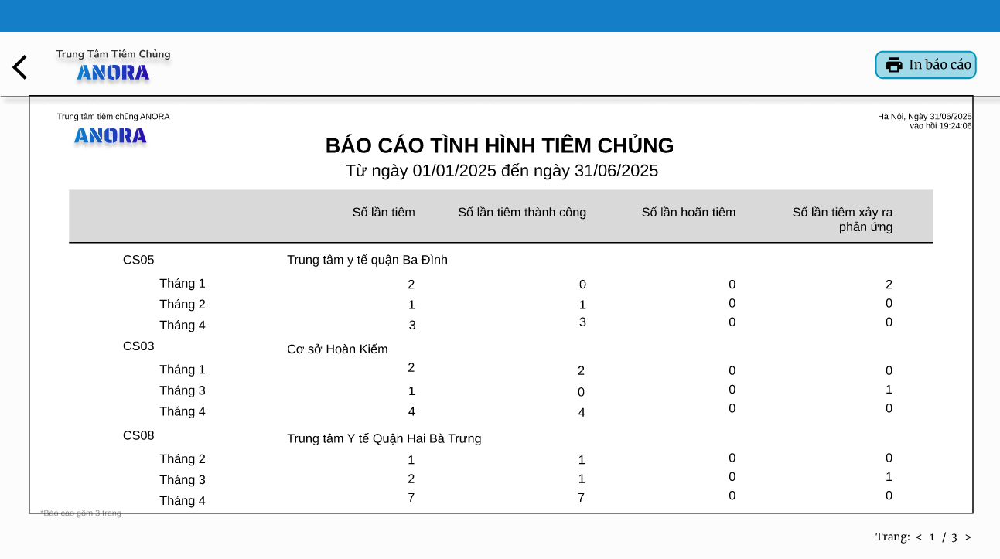 Trung Tâm Tiêm Chủng
ANORA
In báo cáo
Trung tâm tiêm chủng ANORA
Hà Nội, Ngày 31/06/2025
vào hồi 19:24:06
ANORA
BÁO CÁO TÌNH HÌNH TIÊM CHỦNG
Từ ngày 01/01/2025 đến ngày 31/06/2025
Số lần tiêm Số lần tiêm thành công Số lần hoãn tiêm Số lần tiêm xảy ra
phản ứng
CS05 Trung tâm y tế quận Ba Đình
Tháng 1 2 0 0 2
Tháng 2 1 1 0 0
Tháng 4 3 3 0 0
CS03 Cơ sở Hoàn Kiếm
Tháng 1 2 2 0 0
Tháng 3 1 0 0 1
Tháng 4 4 4 0 0
CS08 Trung tâm Y tế Quận Hai Bà Trưng
Tháng 2 1 1 0 0
Tháng 3 2 1 0 1
Tháng 4 7 7 0 0
*Báo cáo gồm 3 trang
Trang: < 1 / 3 >